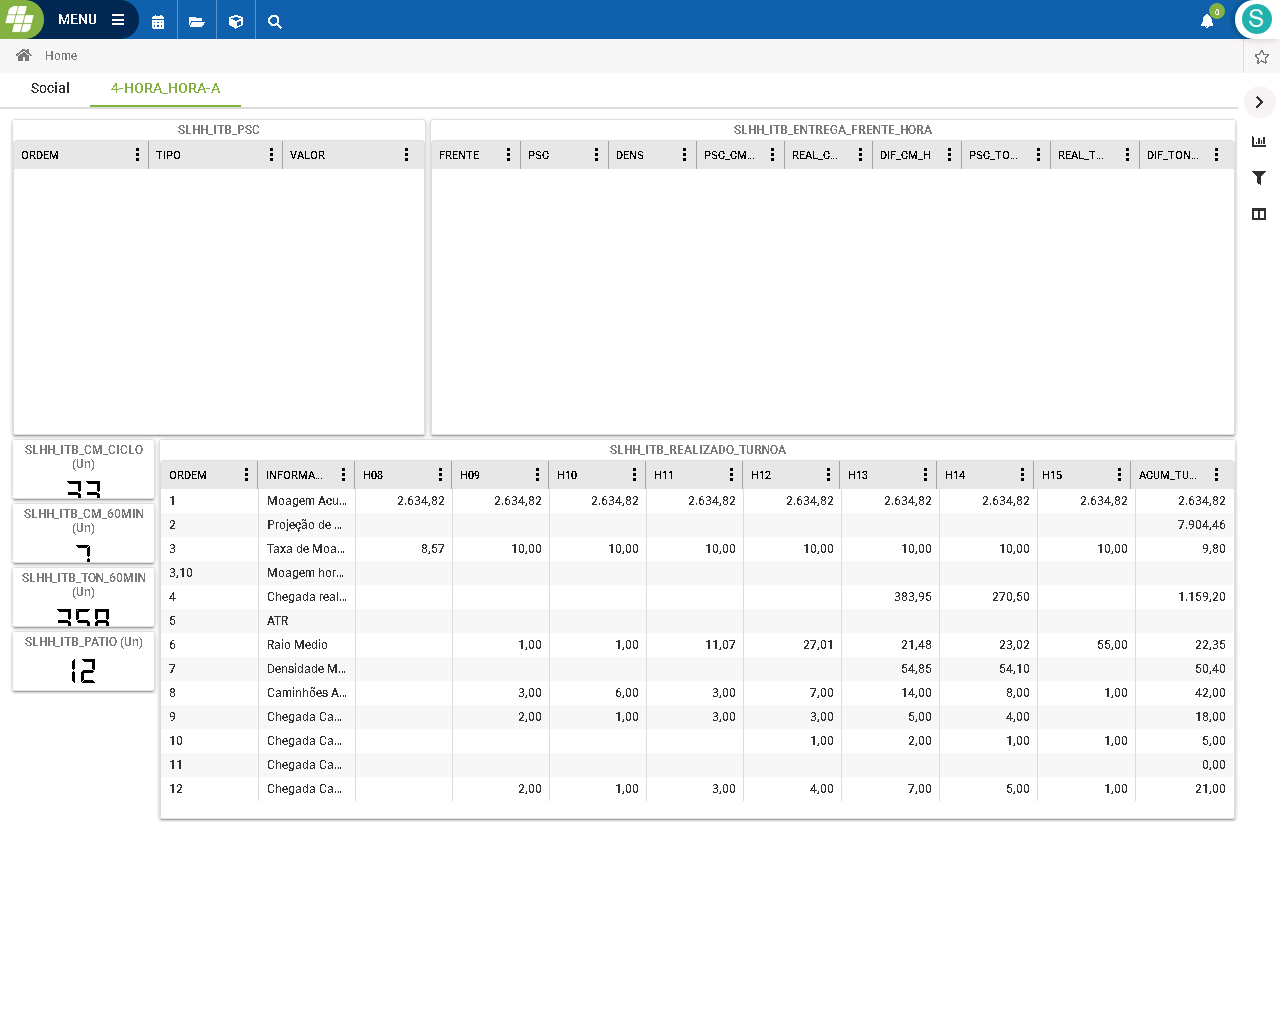 MENU
0
S
Home
Social 4-HORA_HORA-A
SLHH_ITB_PSC
ORDEM TIPO VALOR
SLHH_ITB_ENTREGA_FRENTE_HORA
FRENTE PSC DENS PSC_CM... REAL_C... DIF_CM_H PSC_TO... REAL_T... DIF_TON...
SLHH_ITB_CM_CICLO
(Un)
33
SLHH_ITB_CM_60MIN
(Un)
7
SLHH_ITB_TON_60MIN
(Un)
358
SLHH_ITB_PATIO (Un)
12
SLHH_ITB_REALIZADO_TURNOA
ORDEM INFORMA... H08 H09 H10 H11 H12 H13 H14 H15 ACUM_TU...
1 Moagem Acu... 2.634,82 2.634,82 2.634,82 2.634,82 2.634,82 2.634,82 2.634,82 2.634,82 2.634,82
2 Projeção de ... 7.904,46
3 Taxa de Moa... 8,57 10,00 10,00 10,00 10,00 10,00 10,00 10,00 9,80
3,10 Moagem hor...
4 Chegada real... 383,95 270,50 1.159,20
5 ATR
6 Raio Medio 1,00 1,00 11,07 27,01 21,48 23,02 55,00 22,35
7 Densidade M... 54,85 54,10 50,40
8 Caminhões A... 3,00 6,00 3,00 7,00 14,00 8,00 1,00 42,00
9 Chegada Ca... 2,00 1,00 3,00 3,00 5,00 4,00 18,00
10 Chegada Ca... 1,00 2,00 1,00 1,00 5,00
11 Chegada Ca... 0,00
12 Chegada Ca... 2,00 1,00 3,00 4,00 7,00 5,00 1,00 21,00